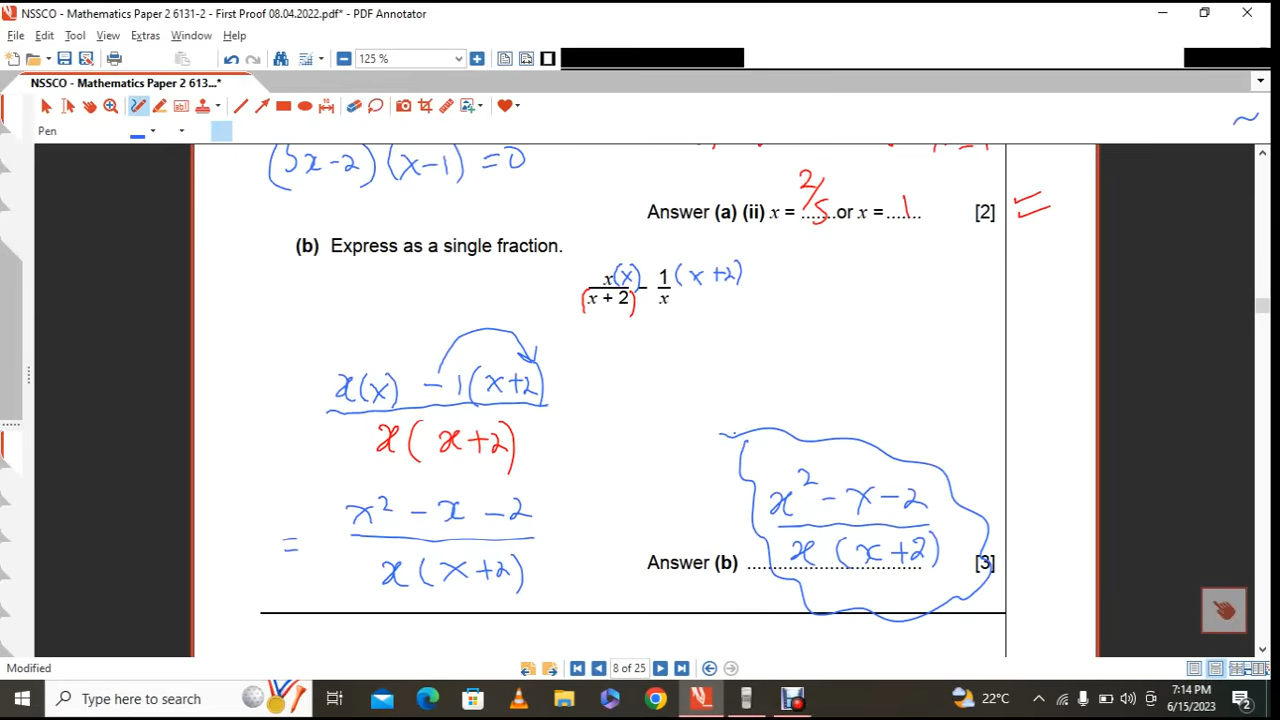 NSSCO - Mathematics Paper 2 6131-2 - First Proof 08.04.2022.pdf* - PDF Annotator
File Edit Tool View Extras Window Help
125 %
NSSCO - Mathematics Paper 2 613...*
Pen
(5x-2)(x-1) = 0
2/5 1
Answer (a) (ii) x = .......or x =....... [2]
(b) Express as a single fraction.
x(x) 1(x+2)
(x + 2) - x
x(x) - 1(x+2)
x(x+2)
x² - x - 2
= x(x+2)
x² - x - 2
x(x+2)
Answer (b) ........................................ [3]
Modified
8 of 25
Type here to search
22°C
7:14 PM
6/15/2023
2